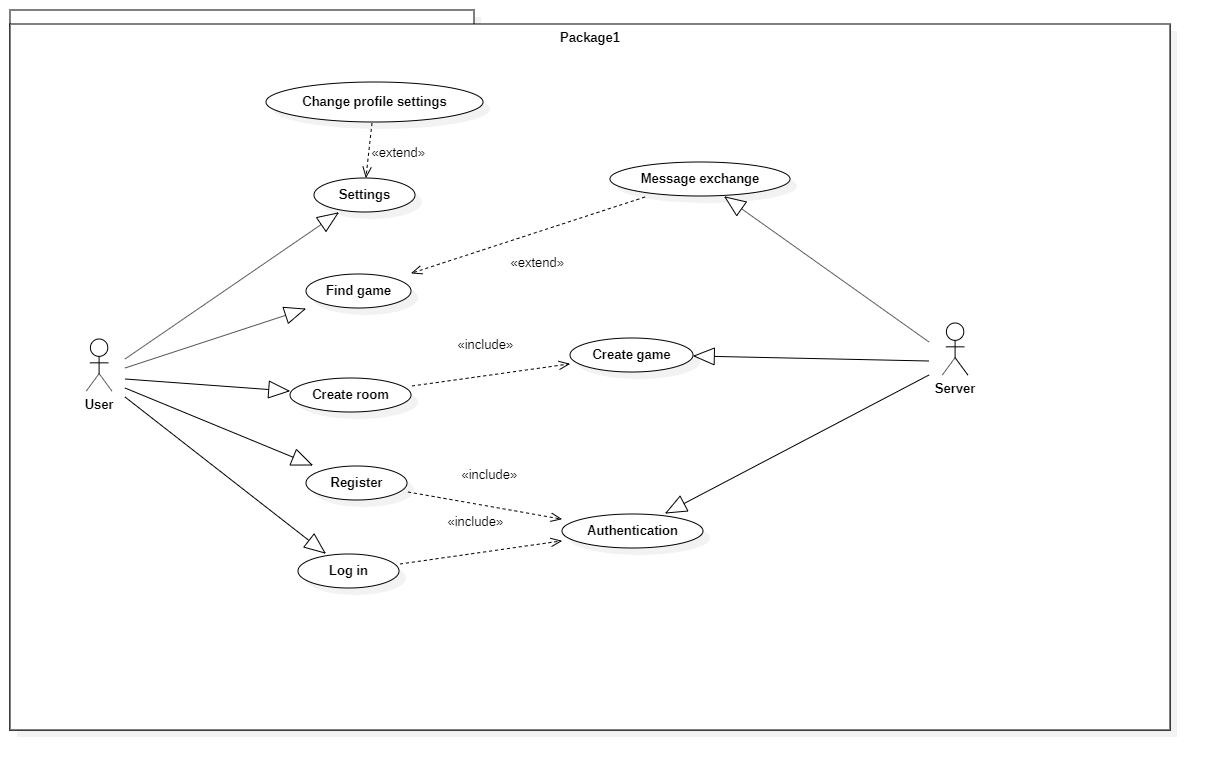 Package1
Change profile settings
«extend»
Settings
Message exchange
«extend»
Find game
«include»
Create game
Create room
User
Server
«include»
Register
«include»
Authentication
Log in